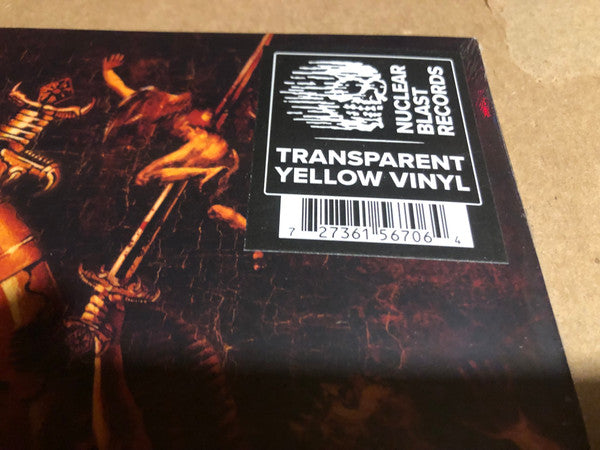 NUCLEAR
BLAST
RECORDS
TRANSPARENT
YELLOW VINYL
7 27361 56706 4